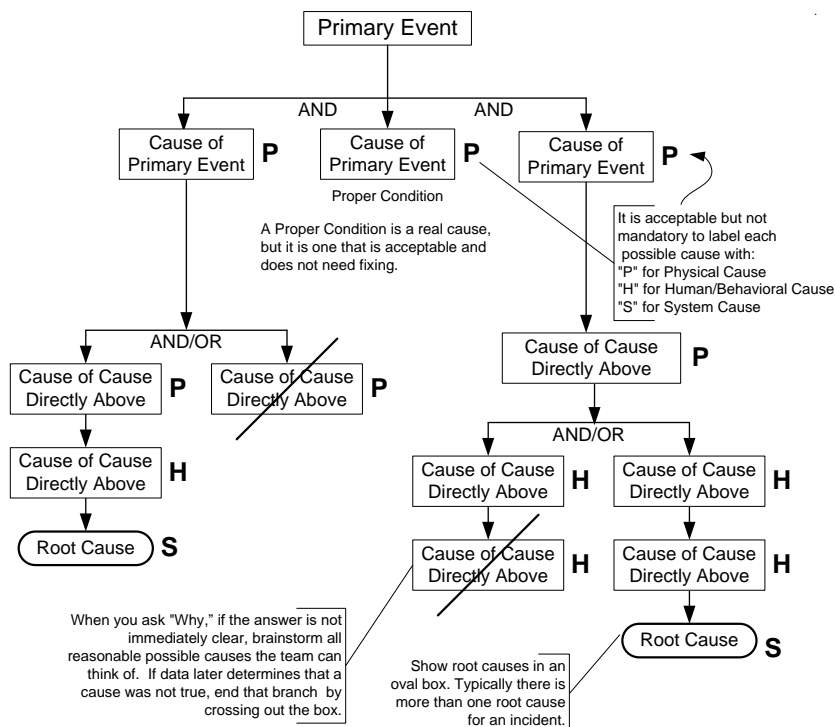 Primary Event
AND
AND
Cause of
Primary Event
P
Cause of
Primary Event
P
Cause of
Primary Event
P
Proper Condition
A Proper Condition is a real cause,
but it is one that is acceptable and
does not need fixing.
It is acceptable but not
mandatory to label each
possible cause with:
"P" for Physical Cause
"H" for Human/Behavioral Cause
"S" for System Cause
AND/OR
Cause of Cause
Directly Above
P
Cause of Cause
Directly Above
P
Cause of Cause
Directly Above
P
AND/OR
Cause of Cause
Directly Above
H
Cause of Cause
Directly Above
H
Cause of Cause
Directly Above
H
Root Cause
S
Cause of Cause
Directly Above
H
Cause of Cause
Directly Above
H
When you ask "Why," if the answer is not
immediately clear, brainstorm all
reasonable possible causes the team can
think of.  If data later determines that a
cause was not true, end that branch by
crossing out the box.
Show root causes in an
oval box. Typically there is
more than one root cause
for an incident.
Root Cause
S